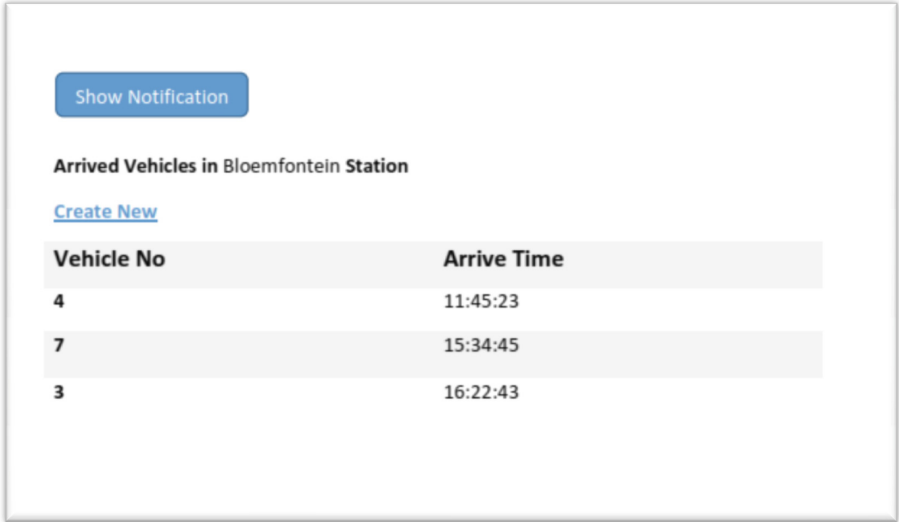 Show Notification
Arrived Vehicles in Bloemfontein Station
Create New
Vehicle No Arrive Time
4 11:45:23
7 15:34:45
3 16:22:43